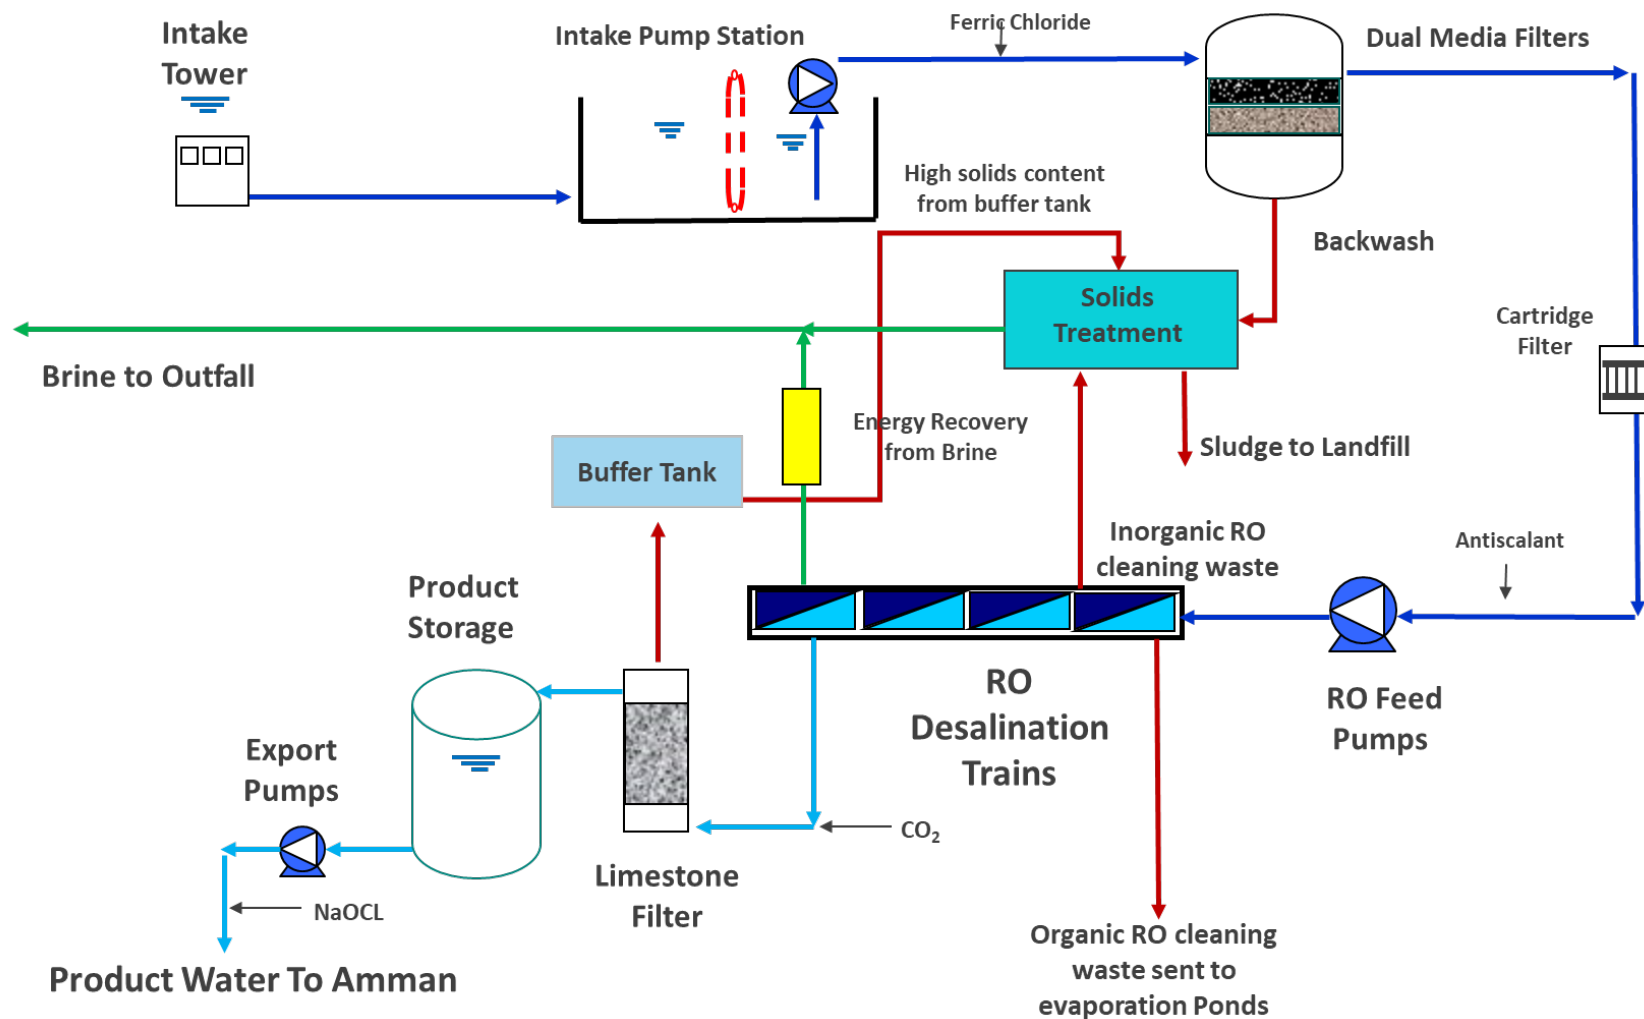 Intake
Tower
Intake Pump Station
Ferric Chloride
Dual Media Filters
High solids content
from buffer tank
Backwash
Solids
Treatment
Cartridge
Filter
Brine to Outfall
Energy Recovery
from Brine
Sludge to Landfill
Buffer Tank
Inorganic RO
cleaning waste
Antiscalant
Product
Storage
RO
Desalination
Trains
RO Feed
Pumps
Export
Pumps
CO₂
Limestone
Filter
NaOCL
Product Water To Amman
Organic RO cleaning
waste sent to
evaporation Ponds